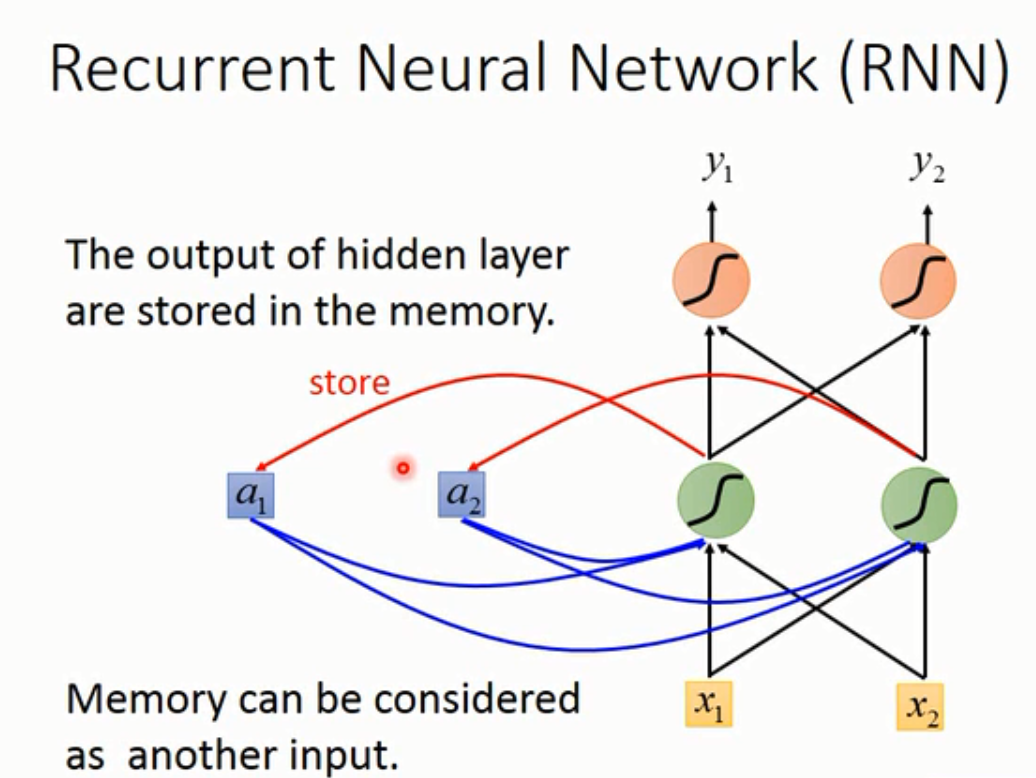 Recurrent Neural Network (RNN)
y₁ y₂
The output of hidden layer
are stored in the memory.
store
a₁ a₂
x₁ x₂
Memory can be considered
as another input.